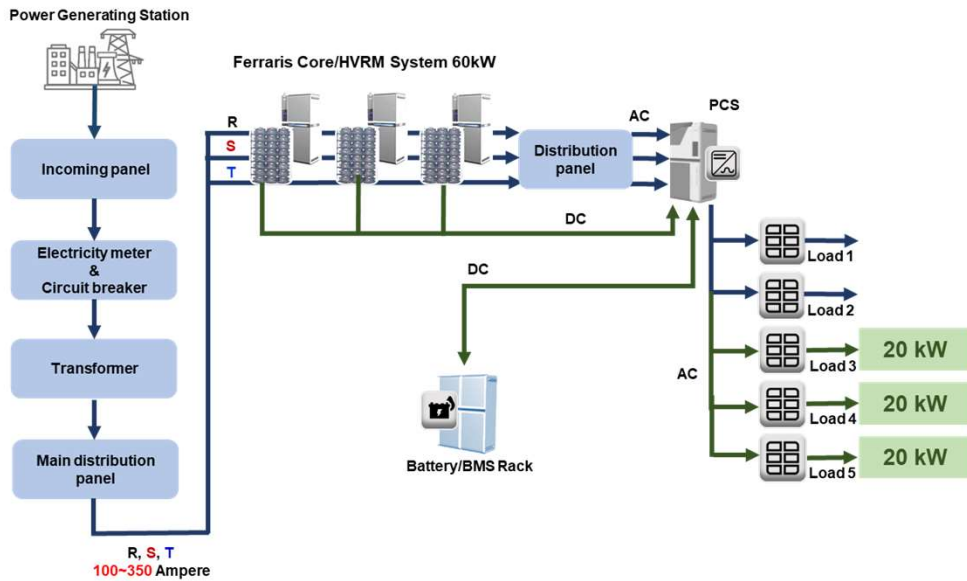 Power Generating Station
Incoming panel
Electricity meter
&
Circuit breaker
Transformer
Main distribution
panel
R, S, T
100~350 Ampere
Ferraris Core/HVRM System 60kW
R
S
T
Distribution
panel
AC
PCS
DC
DC
Battery/BMS Rack
AC
Load 1
Load 2
Load 3
20 kW
Load 4
20 kW
Load 5
20 kW